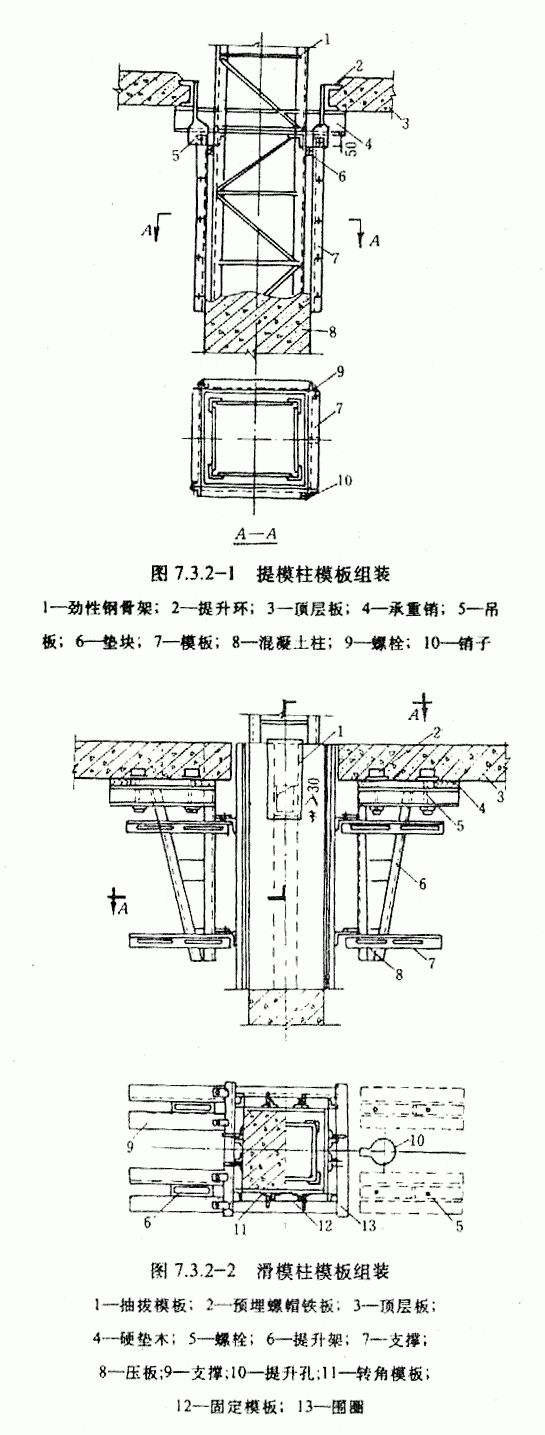 1
2
3
4
5
50
6
A
A
7
8
9
7
10
A—A
图 7.3.2-1 提模柱模板组装
1—劲性钢骨架；2—提升环；3—顶层板；4—承重销；5—吊
板；6—垫块；7—模板；8—混凝土柱；9—螺栓；10—销子
A
1
2
30
3
4
5
6
A
7
8
9
10
6
11
12
13
5
图 7.3.2-2 滑模柱模板组装
1—抽拔模板；2—预埋螺帽铁板；3—顶层板；
4—硬垫木；5—螺栓；6—提升架；7—支撑；
8—压板;9—支撑;10—提升孔;11—转角模板；
12—固定模板；13—围圈